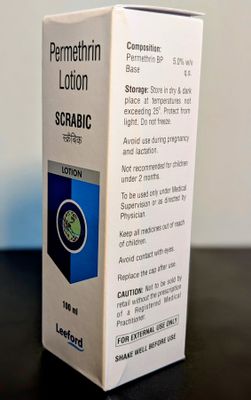 Permethrin
Lotion
SCRABIC
स्क्रैबिक
LOTION
100 ml
Leeford
Composition:
Permethrin BP 5.0% w/v
Base q.s.
Storage: Store in dry & dark
place at temperatures not
exceeding 25°. Protect from
light. Do not freeze.
Avoid use during pregnancy
and lactation.
Not recommended for children
under 2 months.
To be used only under Medical
Supervision or as directed by
Physician.
Keep all medicines out of reach
of children.
Avoid contact with eyes.
Replace the cap after use.
CAUTION: Not to be sold by
retail without the prescription
of a Registered Medical
Practitioner.
FOR EXTERNAL USE ONLY
SHAKE WELL BEFORE USE